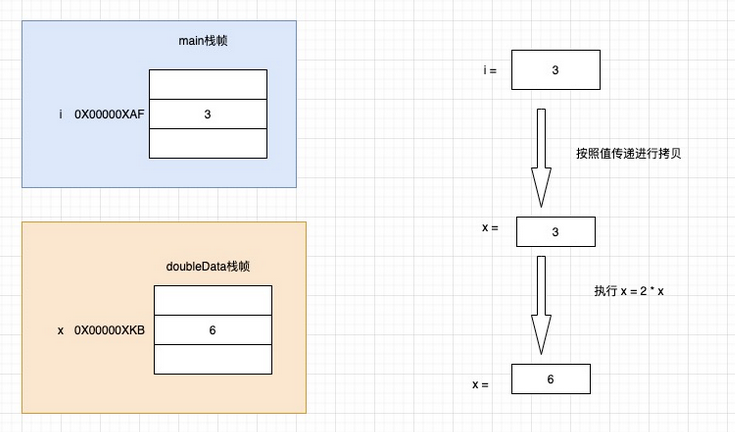 main栈帧
i 0X00000XAF 3
doubleData栈帧
x 0X00000XKB 6
i = 3
按照值传递进行拷贝
x = 3
执行 x = 2 * x
x = 6